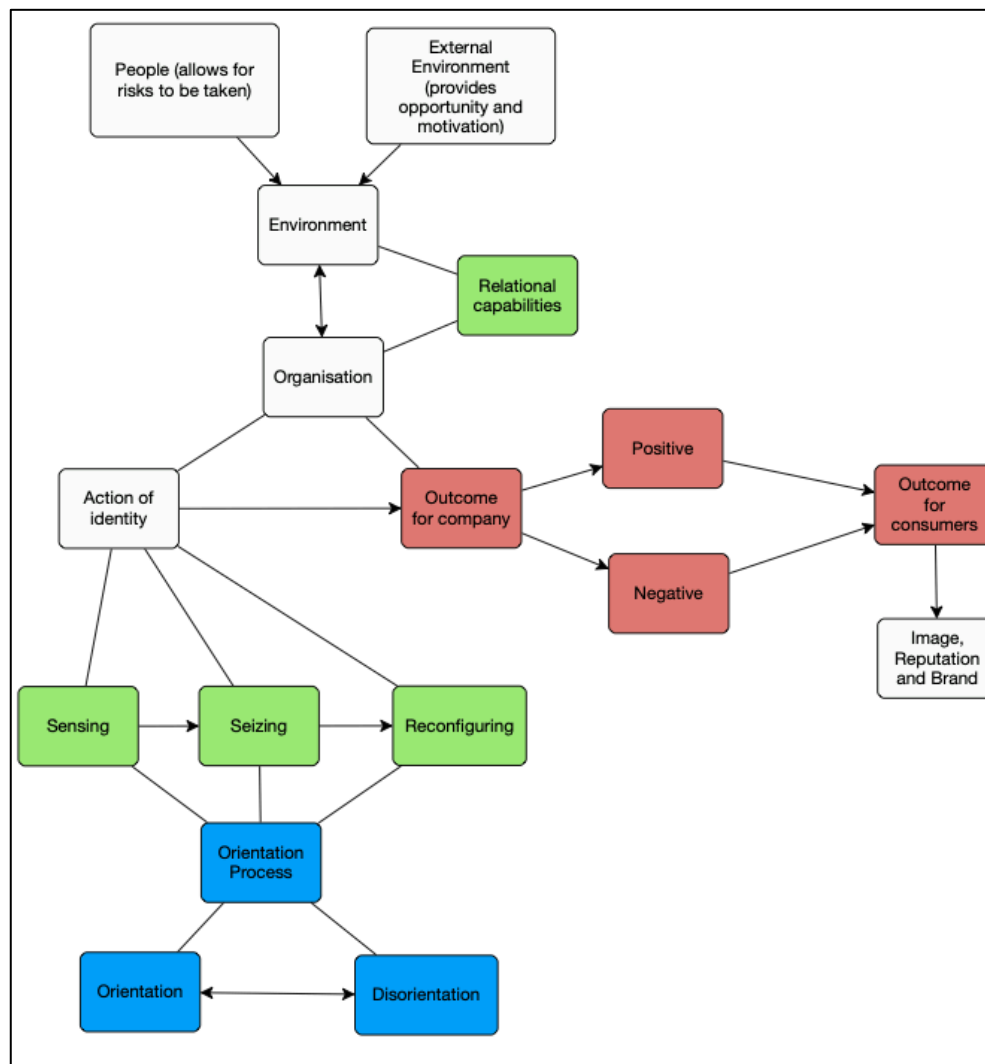 People (allows for
risks to be taken)
External
Environment
(provides
opportunity and
motivation)
Environment
Relational
capabilities
Organisation
Action of
identity
Outcome
for company
Positive
Negative
Outcome
for
consumers
Image,
Reputation
and Brand
Sensing
Seizing
Reconfiguring
Orientation
Process
Orientation
Disorientation